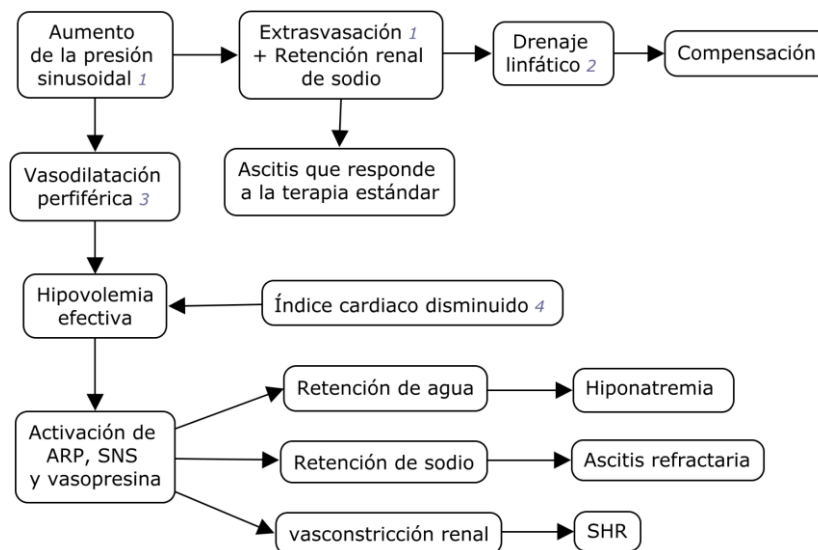 Aumento
de la presión
sinusoidal 1
Extrasvasación 1
+ Retención renal
de sodio
Drenaje
linfático 2
Compensación
Vasodilatación
perfiférica 3
Ascitis que responde
a la terapia estándar
Hipovolemia
efectiva
Índice cardiaco disminuido 4
Activación de
ARP, SNS
y vasopresina
Retención de agua
Hiponatremia
Retención de sodio
Ascitis refractaria
vasconstricción renal
SHR